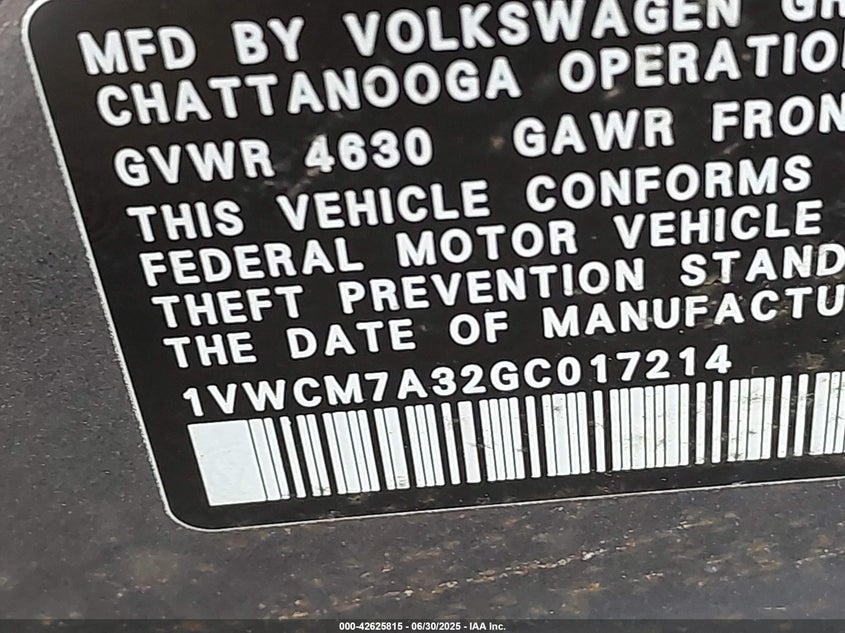 MFD BY VOLKSWAGEN GR
CHATTANOOGA OPERATIO
GVWR 4630 GAWR FRON
THIS VEHICLE CONFORMS
FEDERAL MOTOR VEHICLE
THEFT PREVENTION STAND
THE DATE OF MANUFACTU
1VWCM7A32GC017214
000-42625815 - 06/30/2025 - IAA Inc.